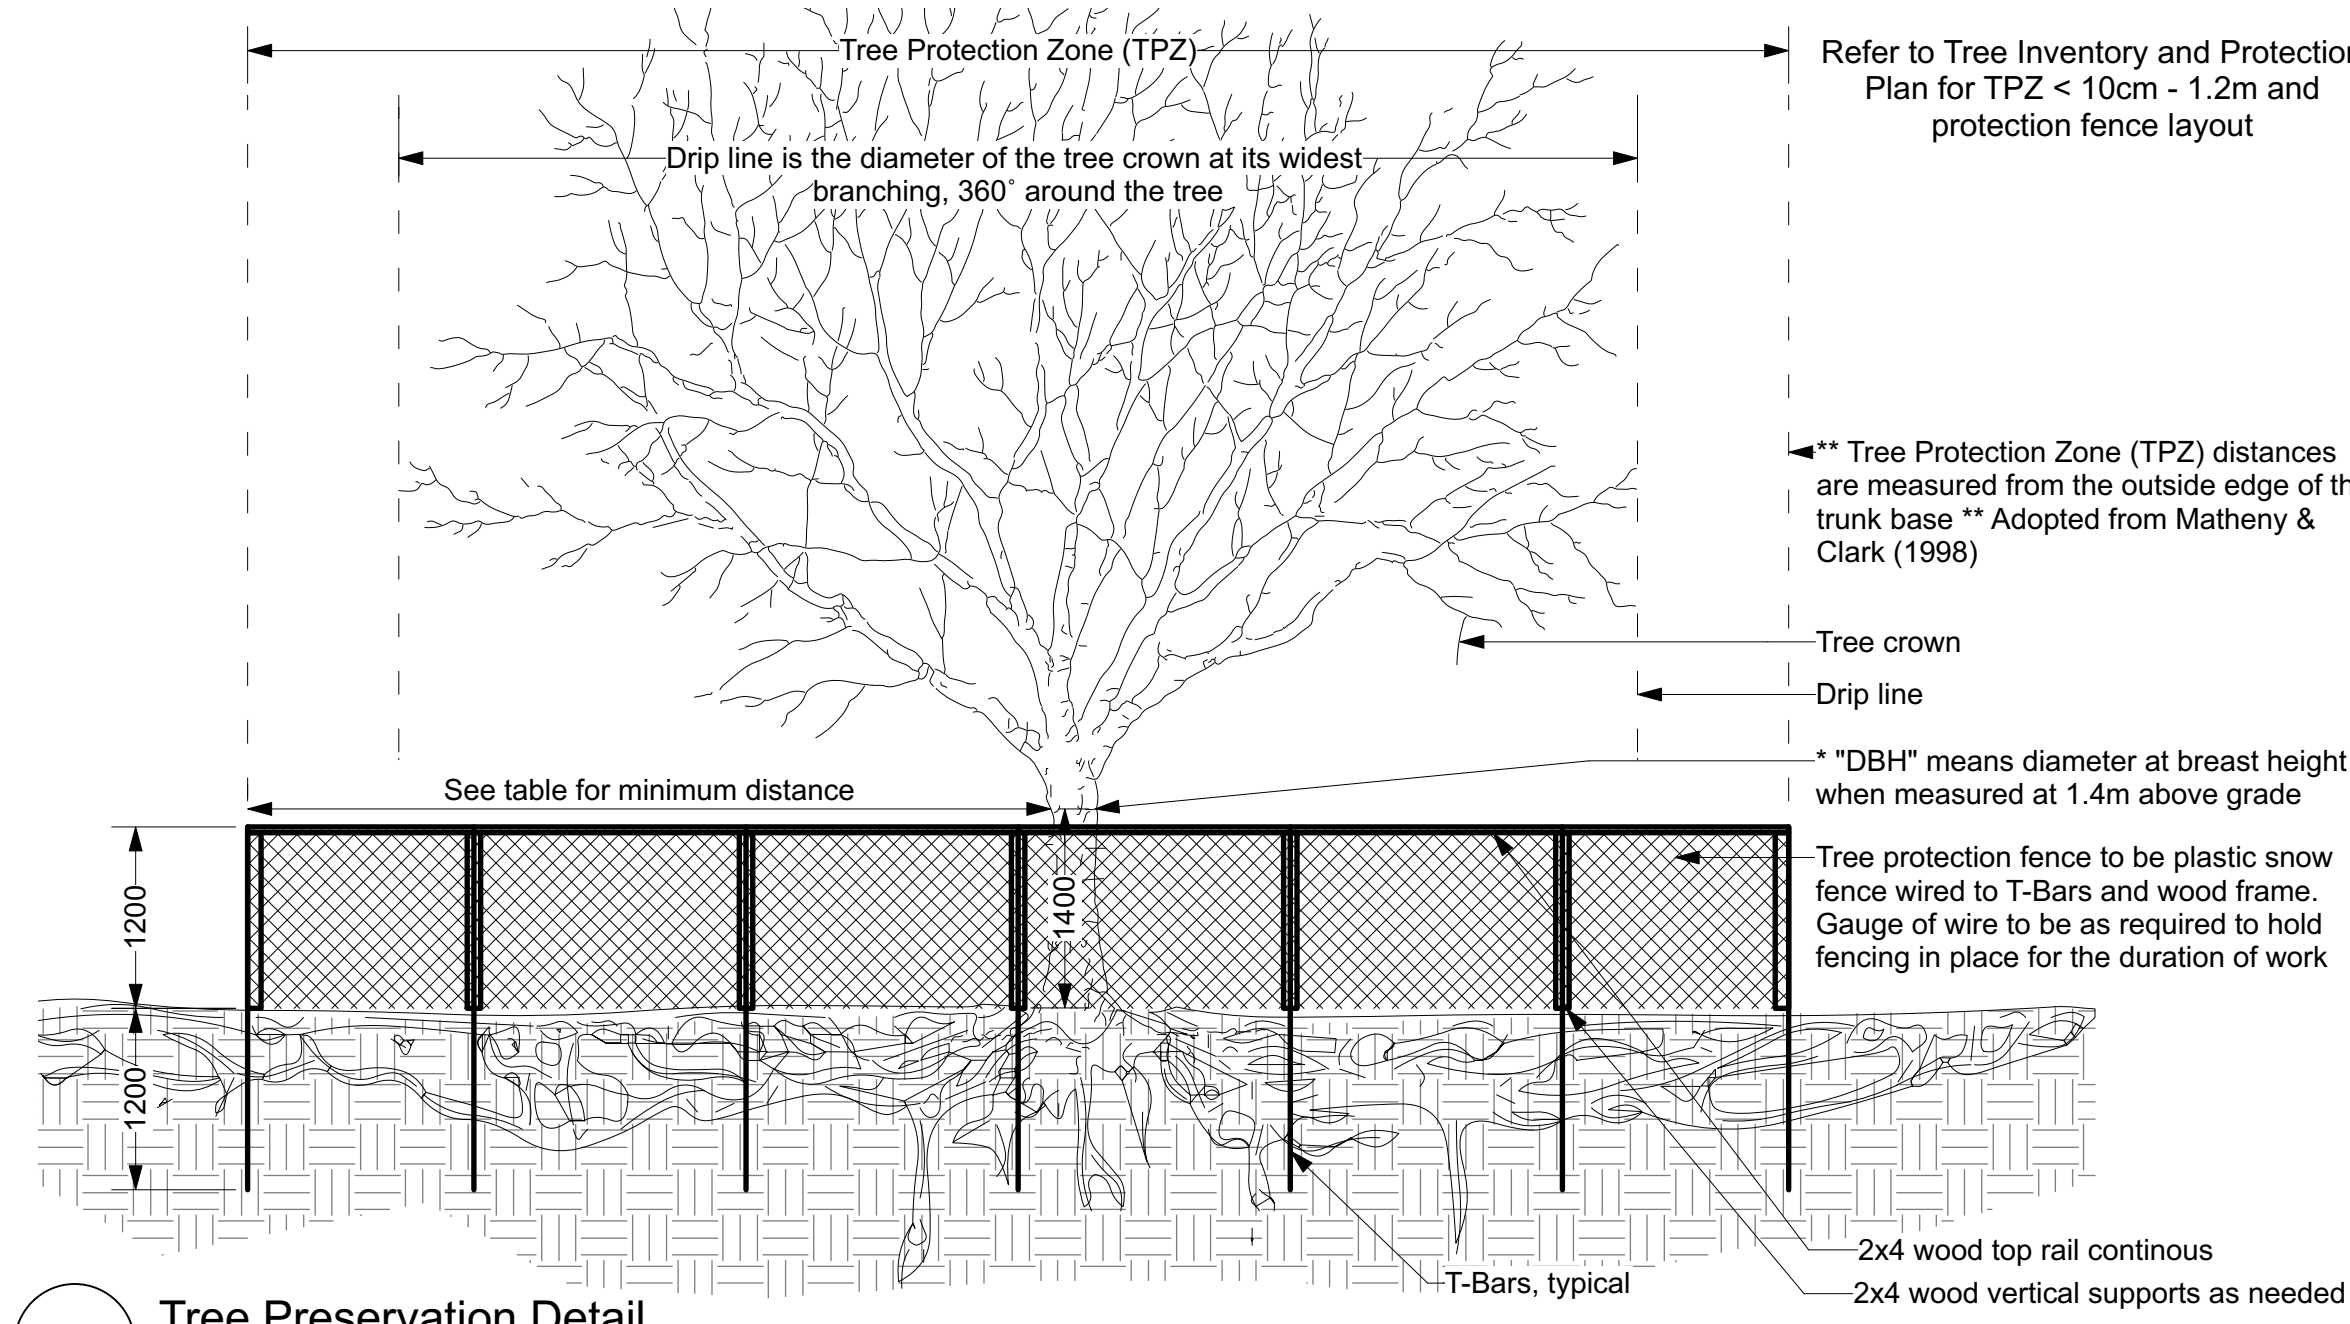 Tree Protection Zone (TPZ)
Refer to Tree Inventory and Protection
Plan for TPZ < 10cm - 1.2m and
protection fence layout
Drip line is the diameter of the tree crown at its widest
branching, 360° around the tree
** Tree Protection Zone (TPZ) distances
are measured from the outside edge of th
trunk base ** Adopted from Matheny &
Clark (1998)
Tree crown
Drip line
* "DBH" means diameter at breast height
when measured at 1.4m above grade
See table for minimum distance
Tree protection fence to be plastic snow
fence wired to T-Bars and wood frame.
Gauge of wire to be as required to hold
fencing in place for the duration of work
1200
1400
1200
2x4 wood top rail continous
T-Bars, typical
2x4 wood vertical supports as needed
Tree Preservation Detail